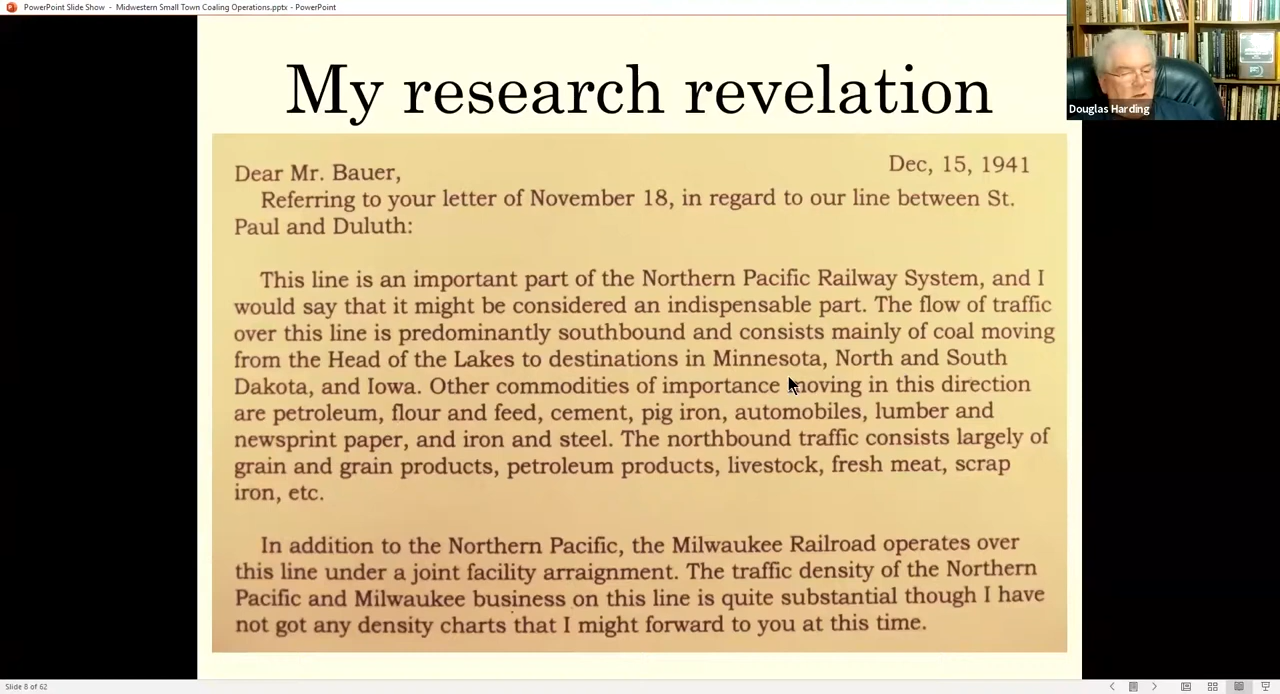 PowerPoint Slide Show - Midwestern Small Town Coaling Operations.pptx - PowerPoint
My research revelation
Douglas Harding
Dear Mr. Bauer,
Dec, 15, 1941
Referring to your letter of November 18, in regard to our line between St.
Paul and Duluth:
This line is an important part of the Northern Pacific Railway System, and I
would say that it might be considered an indispensable part. The flow of traffic
over this line is predominantly southbound and consists mainly of coal moving
from the Head of the Lakes to destinations in Minnesota, North and South
Dakota, and Iowa. Other commodities of importance moving in this direction
are petroleum, flour and feed, cement, pig iron, automobiles, lumber and
newsprint paper, and iron and steel. The northbound traffic consists largely of
grain and grain products, petroleum products, livestock, fresh meat, scrap
iron, etc.
In addition to the Northern Pacific, the Milwaukee Railroad operates over
this line under a joint facility arraignment. The traffic density of the Northern
Pacific and Milwaukee business on this line is quite substantial though I have
not got any density charts that I might forward to you at this time.
Slide 8 of 62